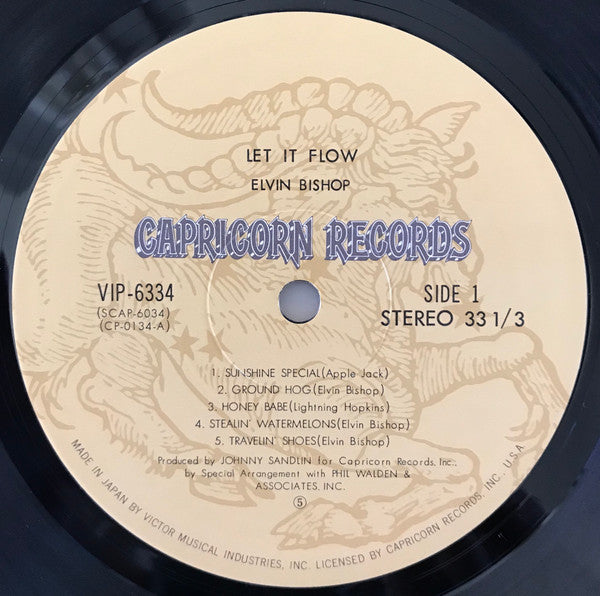 LET IT FLOW
ELVIN BISHOP
CAPRICORN RECORDS
VIP-6334
(SCAP-6034)
(CP-0134-A)
SIDE 1
STEREO 33 1/3
1. SUNSHINE SPECIAL(Apple Jack)
2. GROUND HOG(Elvin Bishop)
3. HONEY BABE(Lightning Hopkins)
4. STEALIN' WATERMELONS(Elvin Bishop)
5. TRAVELIN' SHOES(Elvin Bishop)
Produced by JOHNNY SANDLIN for Capricorn Records, Inc.,
by Special Arrangement with PHIL WALDEN &
ASSOCIATES, INC.
⑤
MADE IN JAPAN BY VICTOR MUSICAL INDUSTRIES, INC. LICENSED BY CAPRICORN RECORDS, INC., U.S.A.